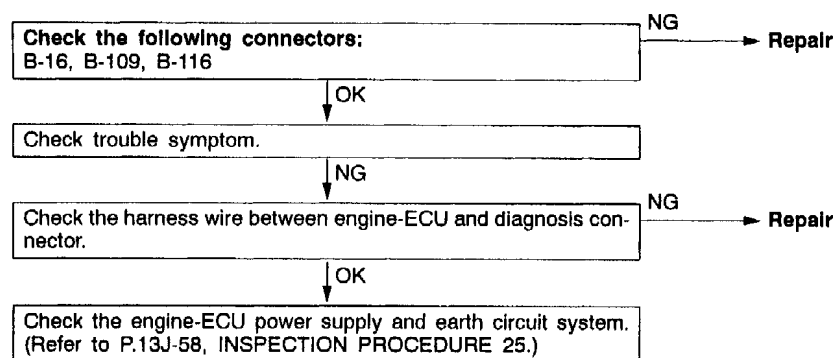 Check the following connectors:
B-16, B-109, B-116
NG
Repair
OK
Check trouble symptom.
NG
Check the harness wire between engine-ECU and diagnosis con-
nector.
NG
Repair
OK
Check the engine-ECU power supply and earth circuit system.
(Refer to P.13J-58, INSPECTION PROCEDURE 25.)